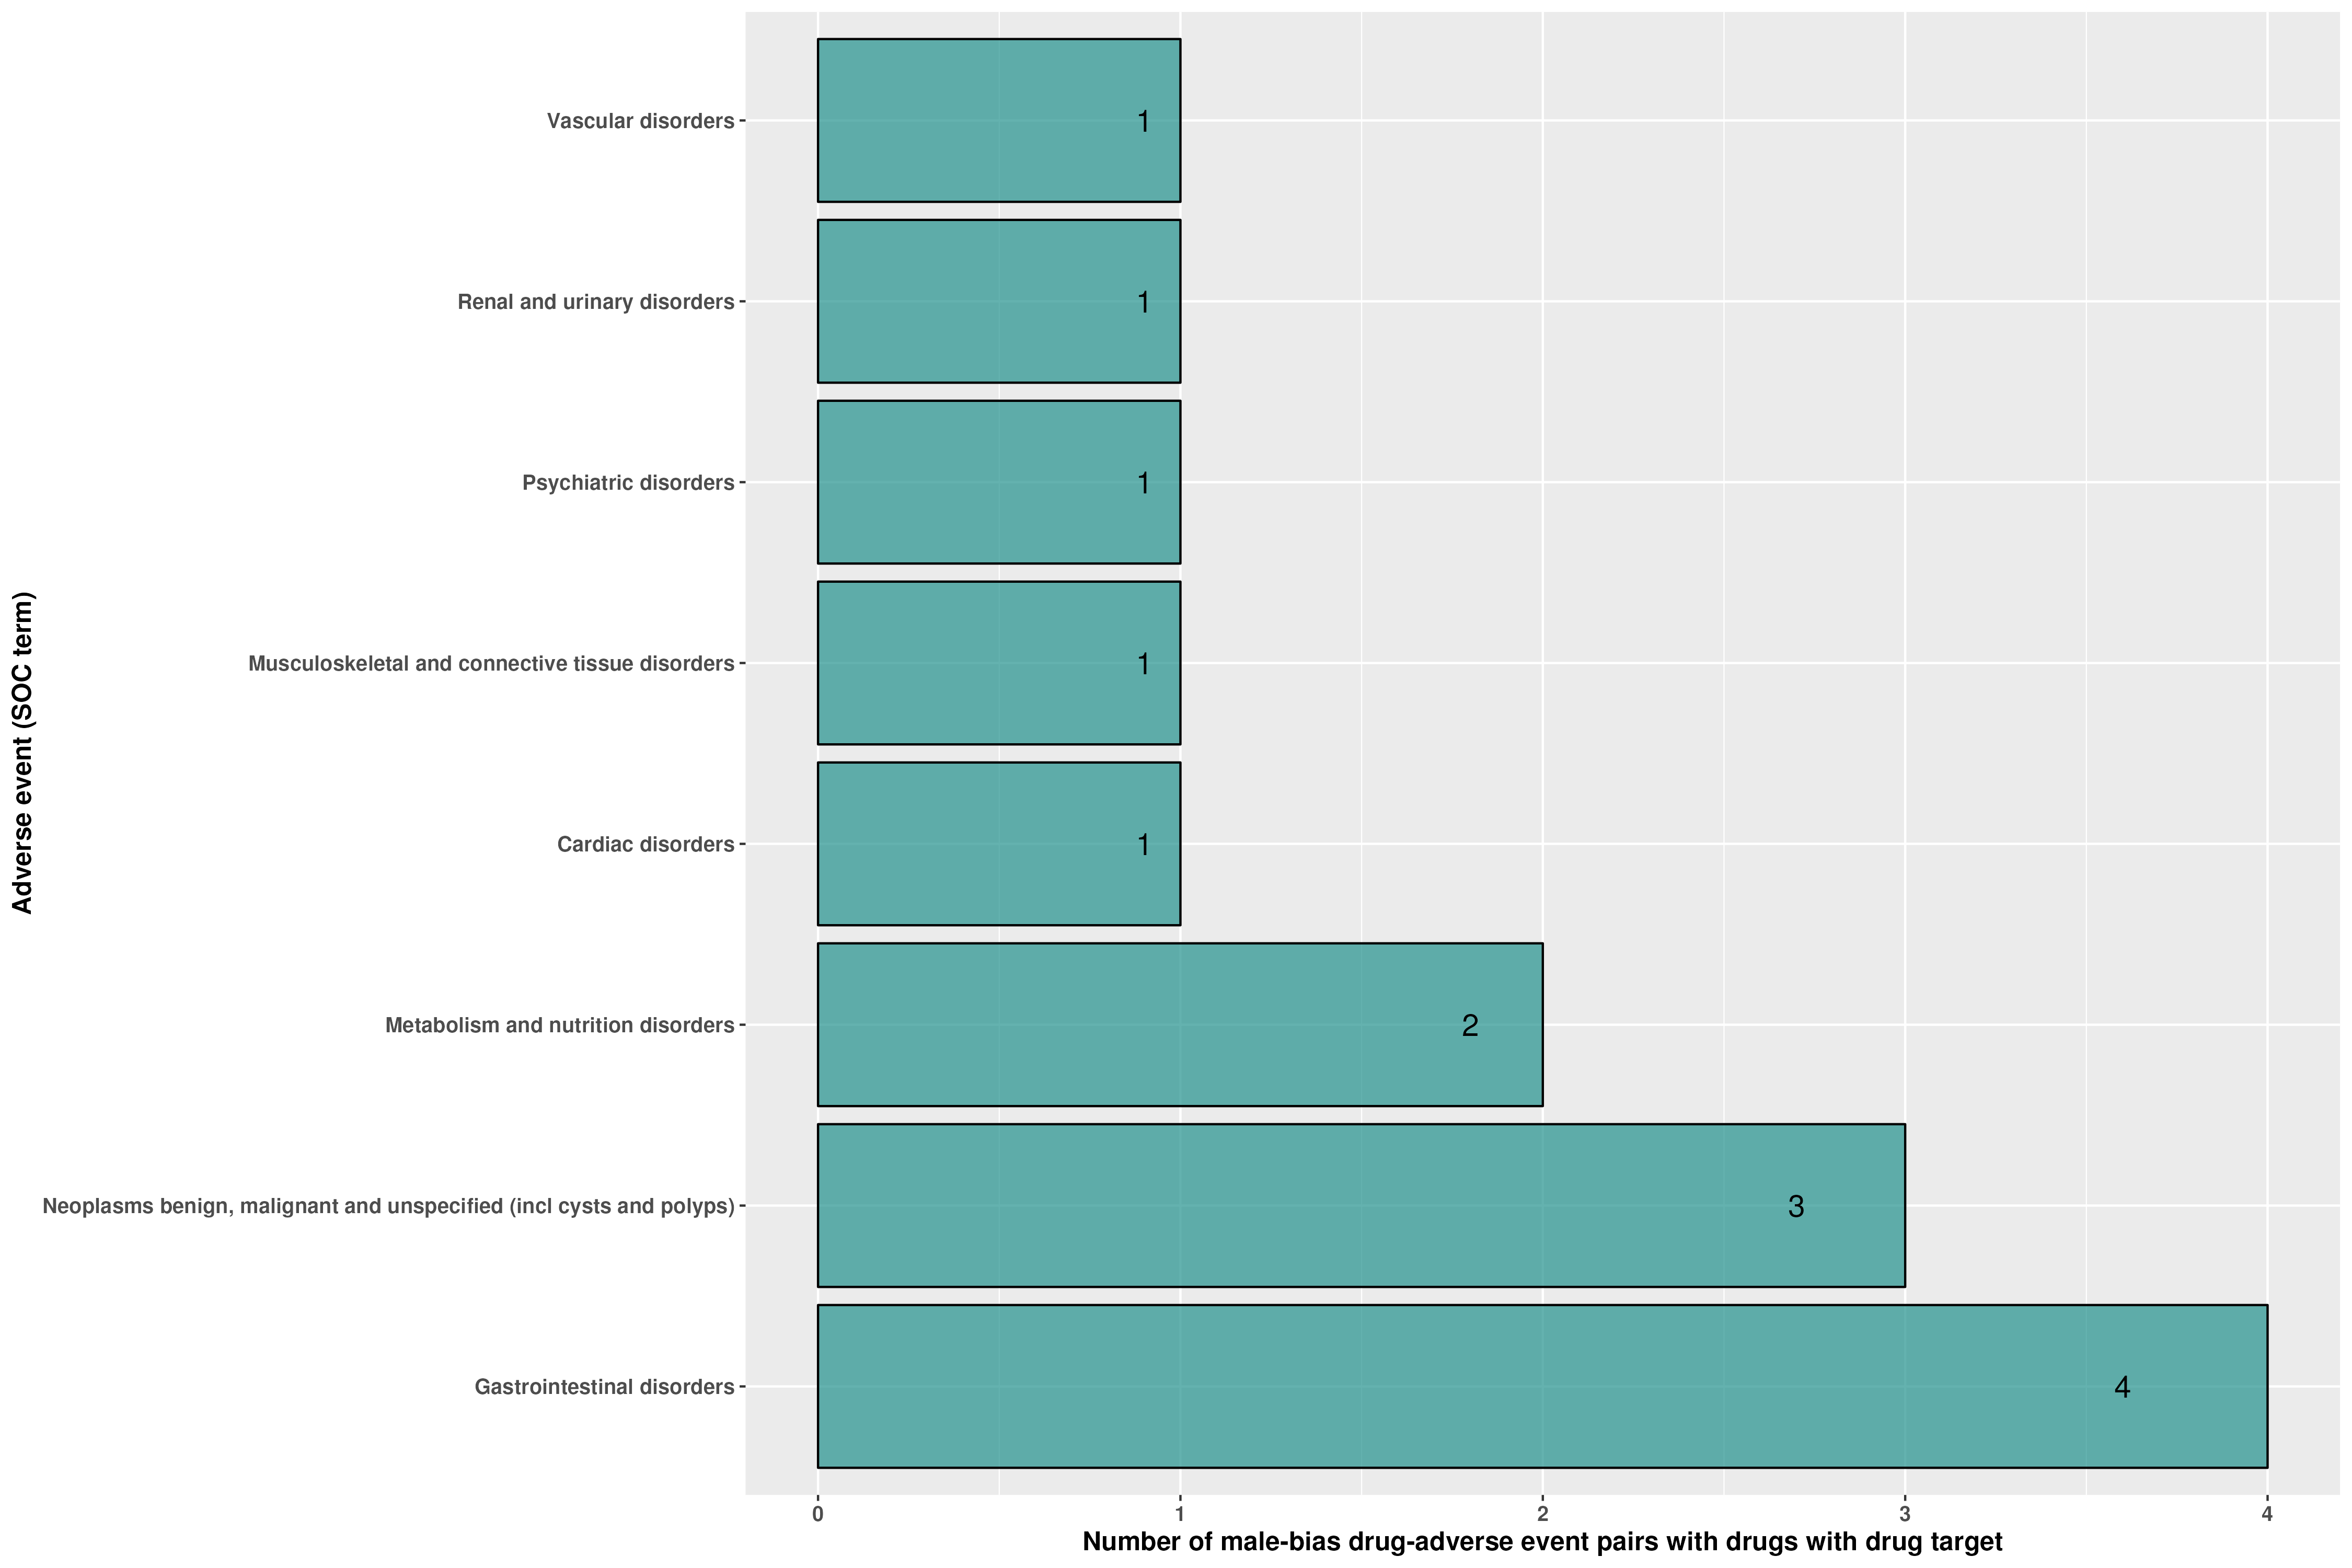 Adverse event (SOC term)
Vascular disorders
1
Renal and urinary disorders
1
Psychiatric disorders
1
Musculoskeletal and connective tissue disorders
1
Cardiac disorders
1
Metabolism and nutrition disorders
2
Neoplasms benign, malignant and unspecified (incl cysts and polyps)
3
Gastrointestinal disorders
4
0 1 2 3 4
Number of male-bias drug-adverse event pairs with drugs with drug target